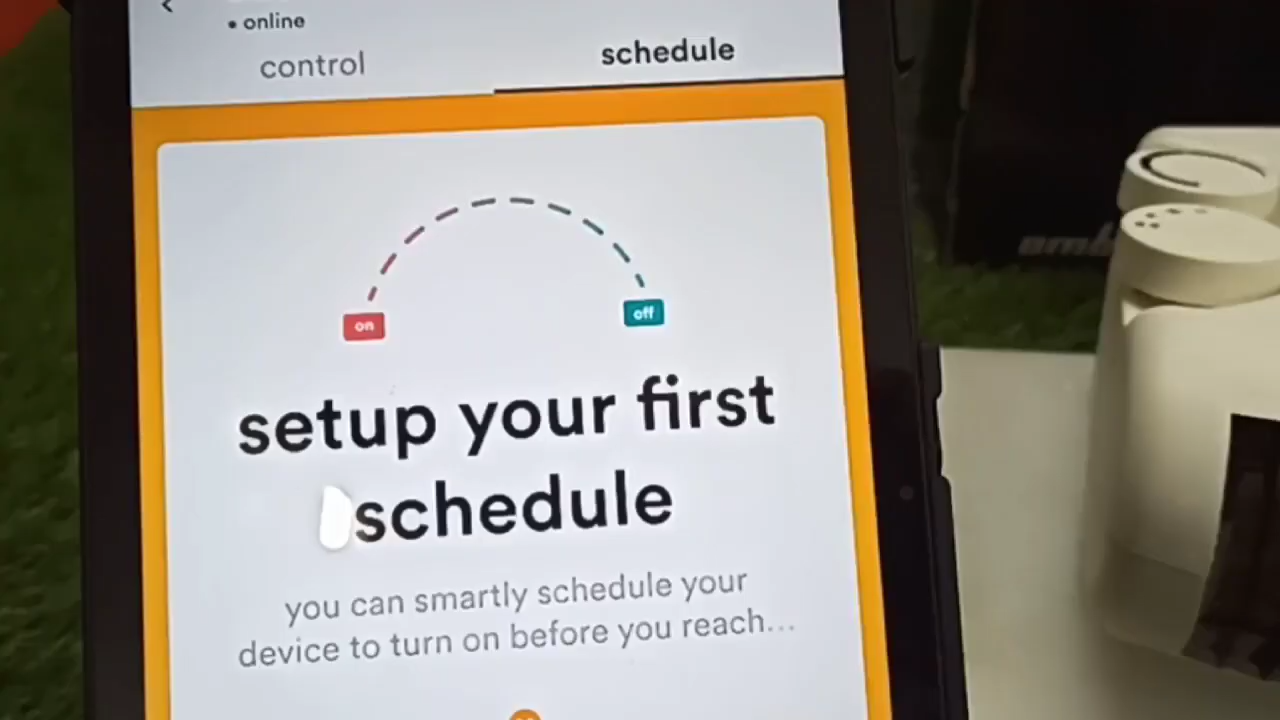 • online
control
schedule
on
off
setup your first
schedule
you can smartly schedule your
device to turn on before you reach...